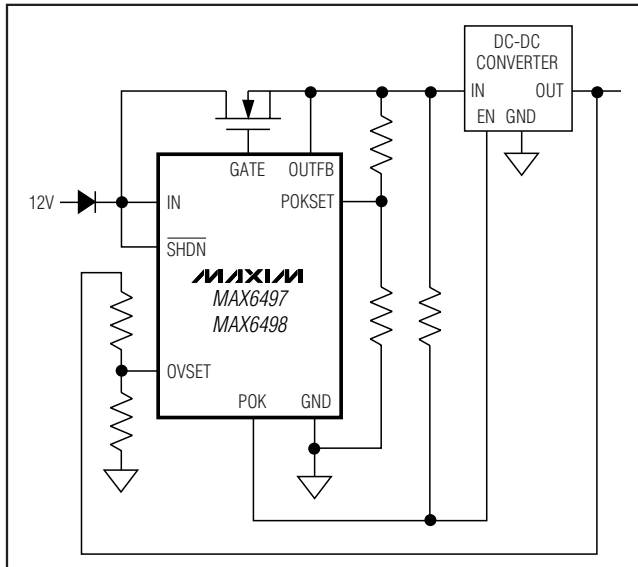 DC-DC
CONVERTER
IN OUT
EN GND
GATE OUTFB
POKSET
12V
IN
SHDN
MAXIM
MAX6497
MAX6498
OVSET
POK GND